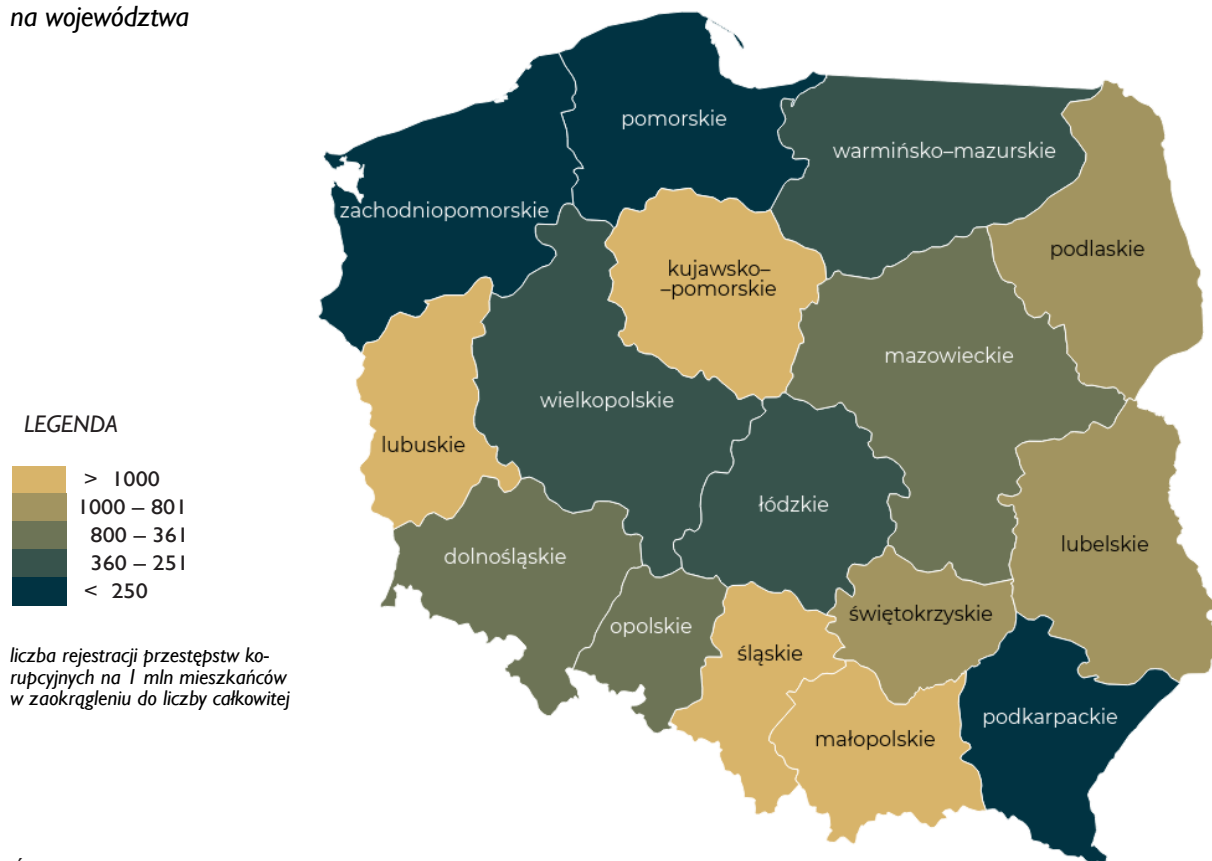 na województwa
pomorskie
warmińsko–mazurskie
zachodniopomorskie
podlaskie
kujawsko–
–pomorskie
mazowieckie
wielkopolskie
lubuskie
łódzkie
lubelskie
dolnośląskie
świętokrzyskie
opolskie
śląskie
podkarpackie
małopolskie
LEGENDA
> 1000
1000 – 801
800 – 361
360 – 251
< 250
liczba rejestracji przestępstw ko-
rupcyjnych na 1 mln mieszkańców
w zaokrągleniu do liczby całkowitej